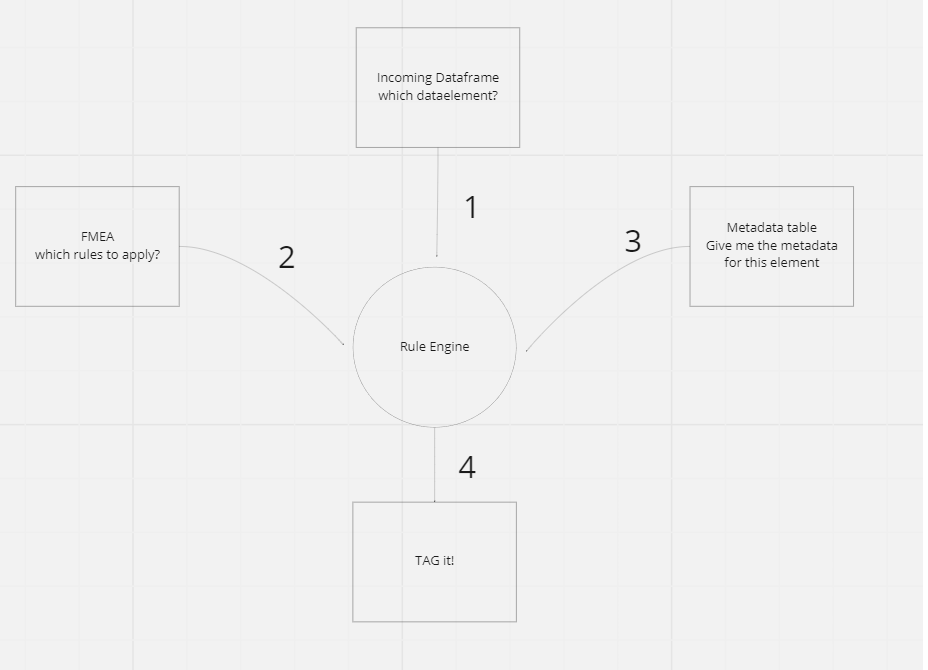 Incoming Dataframe
which dataelement?
1
FMEA
which rules to apply?
2
Metadata table
Give me the metadata
for this element
3
Rule Engine
4
TAG it!